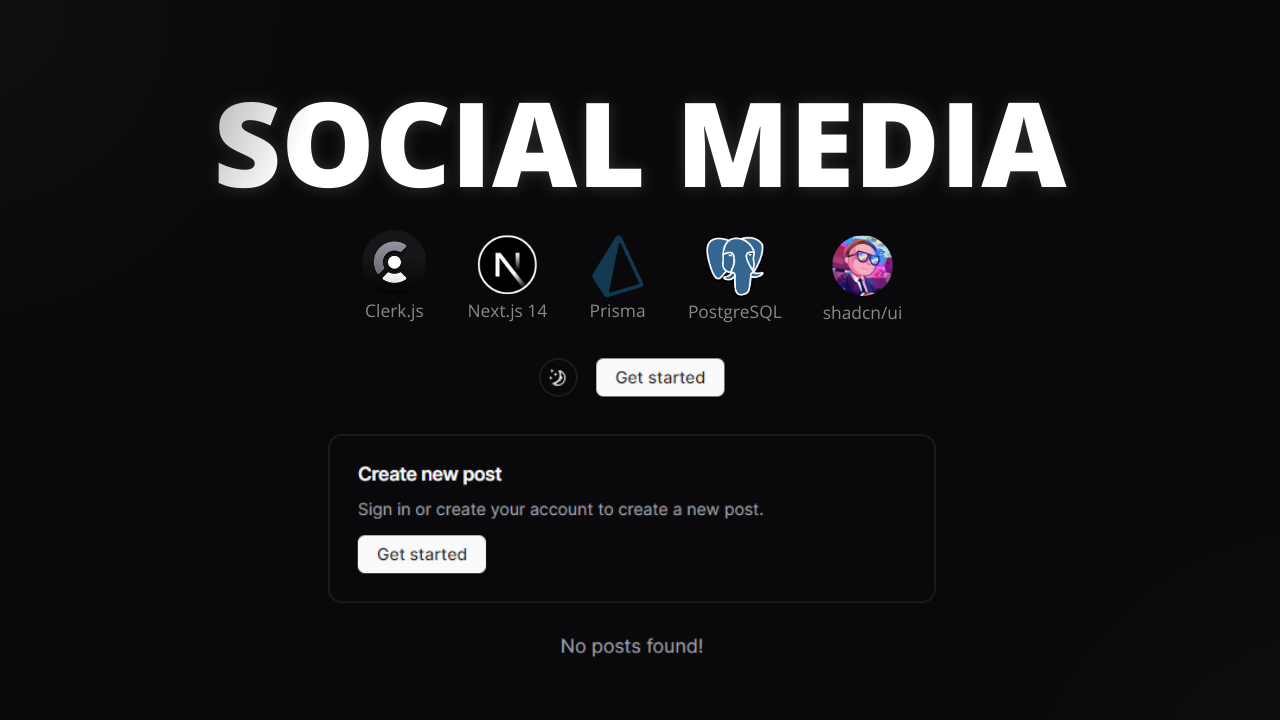 SOCIAL MEDIA
Clerk.js Next.js 14 Prisma PostgreSQL shadcn/ui
Get started
Create new post
Sign in or create your account to create a new post.
Get started
No posts found!